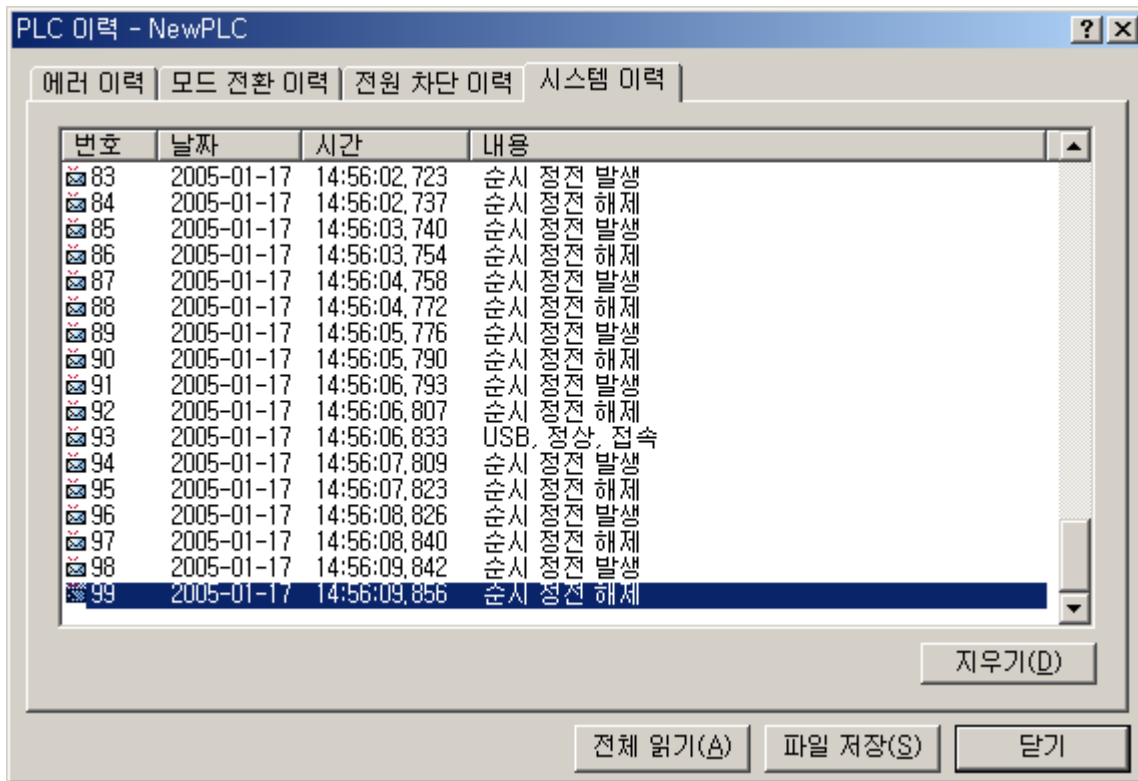 PLC 이력 - NewPLC
에러 이력 모드 전환 이력 전원 차단 이력 시스템 이력
번호 날짜 시간 내용
83 2005-01-17 14:56:02,723 순시 정전 발생
84 2005-01-17 14:56:02,737 순시 정전 해제
85 2005-01-17 14:56:03,740 순시 정전 발생
86 2005-01-17 14:56:03,754 순시 정전 해제
87 2005-01-17 14:56:04,758 순시 정전 발생
88 2005-01-17 14:56:04,772 순시 정전 해제
89 2005-01-17 14:56:05,776 순시 정전 발생
90 2005-01-17 14:56:05,790 순시 정전 해제
91 2005-01-17 14:56:06,793 순시 정전 발생
92 2005-01-17 14:56:06,807 순시 정전 해제
93 2005-01-17 14:56:06,833 USB, 정상, 접속
94 2005-01-17 14:56:07,809 순시 정전 발생
95 2005-01-17 14:56:07,823 순시 정전 해제
96 2005-01-17 14:56:08,826 순시 정전 발생
97 2005-01-17 14:56:08,840 순시 정전 해제
98 2005-01-17 14:56:09,842 순시 정전 발생
99 2005-01-17 14:56:09,856 순시 정전 해제
지우기(D)
전체 읽기(A) 파일 저장(S) 닫기